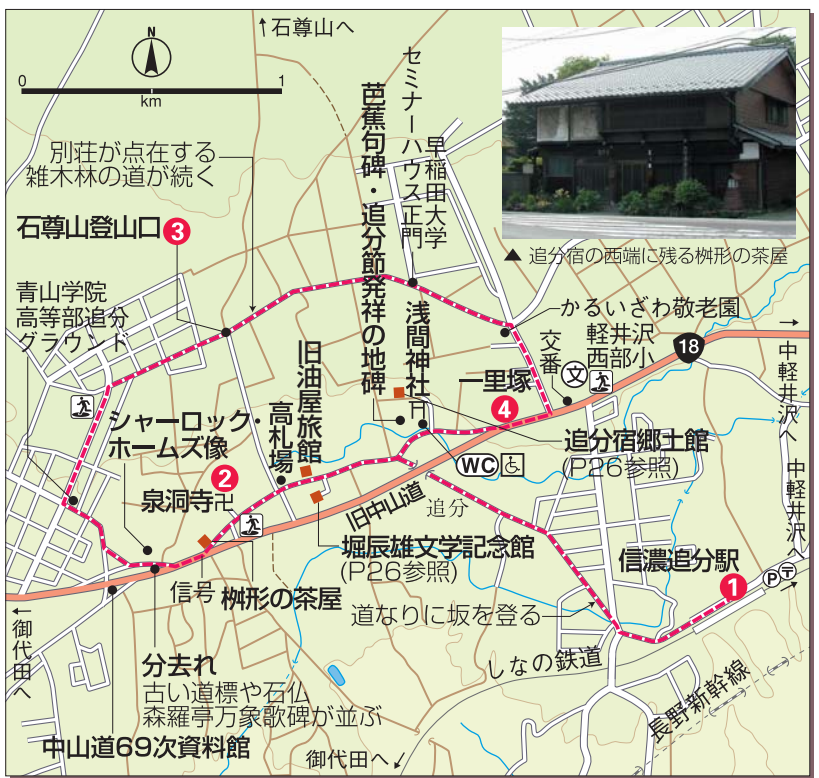 石尊山へ
N
0 1
km
別荘が点在する
雑木林の道が続く
石尊山登山口 3
青山学院
高等部追分
グラウンド
シャーロック・
ホームズ像
2
泉洞寺卍
高札場
旧油屋旅館
芭蕉句碑・追分節発祥の地碑
早稲田大学
セミナーハウス正門
浅間神社
▲ 追分宿の西端に残る桝形の茶屋
かるいざわ敬老園
交番
文
軽井沢
西部小
18
中軽井沢へ
一里塚
4
追分宿郷土館
(P26参照)
WC
旧中山道
追分
堀辰雄文学記念館
(P26参照)
中軽井沢へ
信濃追分駅
1
P
〒
道なりに坂を登る
しなの鉄道
長野新幹線
信号
桝形の茶屋
御代田へ
分去れ
古い道標や石仏
森羅亭万象歌碑が並ぶ
中山道69次資料館
御代田へ